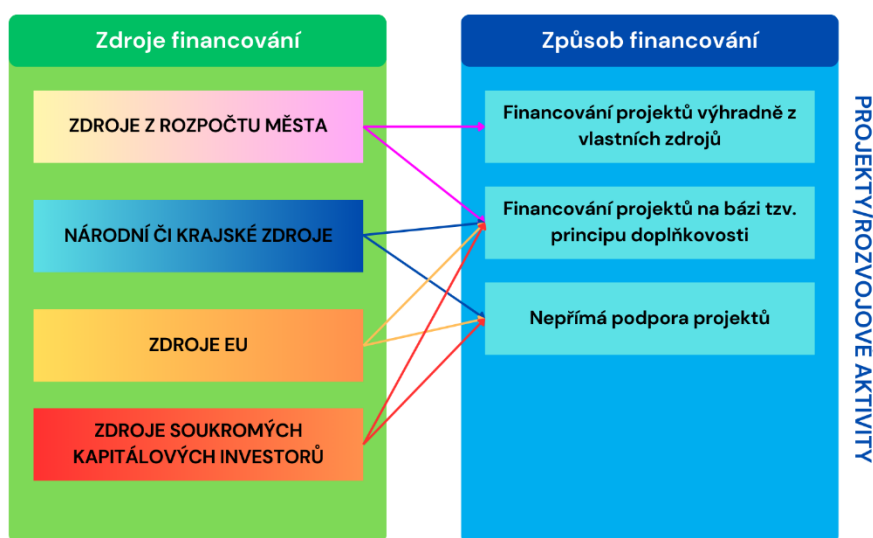 Zdroje financování
ZDROJE Z ROZPOČTU MĚSTA
NÁRODNÍ ČI KRAJSKÉ ZDROJE
ZDROJE EU
ZDROJE SOUKROMÝCH
KAPITÁLOVÝCH INVESTORŮ
Způsob financování
Financování projektů výhradně z
vlastních zdrojů
Financování projektů na bázi tzv.
principu doplňkovosti
Nepřímá podpora projektů
PROJEKTY/ROZVOJOVE AKTIVITY